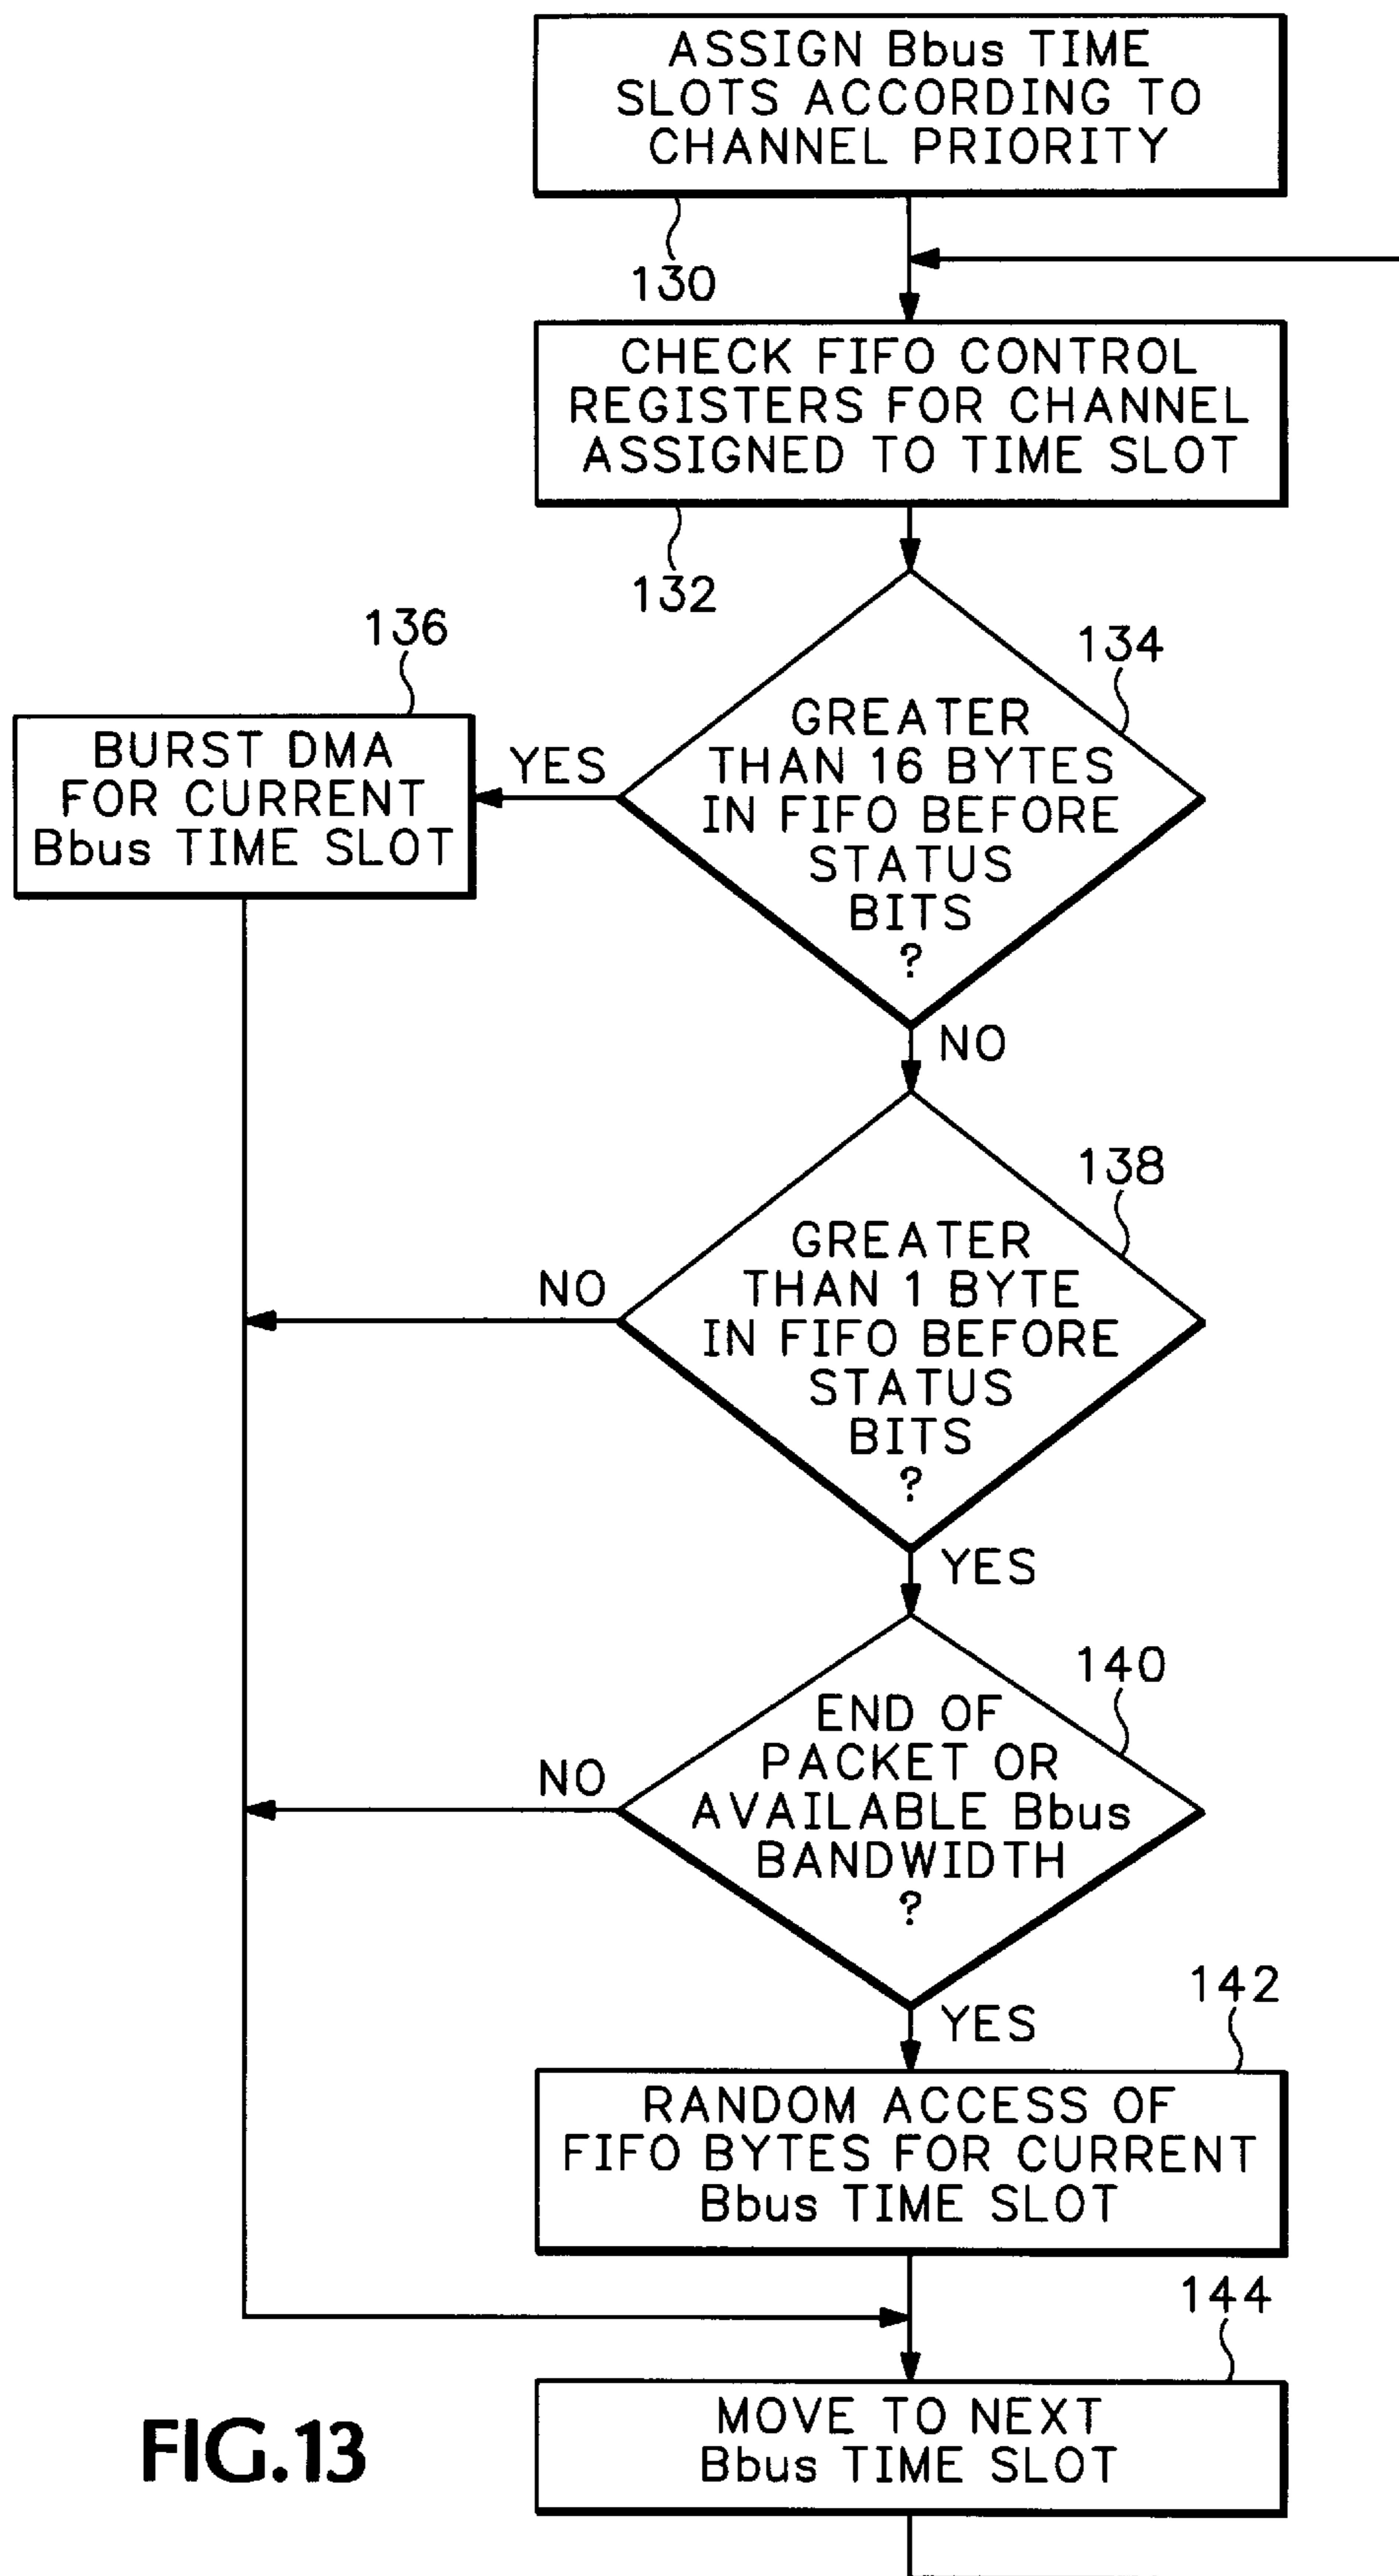 ASSIGN Bbus TIME
SLOTS ACCORDING TO
CHANNEL PRIORITY
130
CHECK FIFO CONTROL
REGISTERS FOR CHANNEL
ASSIGNED TO TIME SLOT
132
134
GREATER
THAN 16 BYTES
IN FIFO BEFORE
STATUS
BITS
?
YES
136
BURST DMA
FOR CURRENT
Bbus TIME SLOT
NO
138
GREATER
THAN 1 BYTE
IN FIFO BEFORE
STATUS
BITS
?
NO
YES
140
END OF
PACKET OR
AVAILABLE Bbus
BANDWIDTH
?
NO
YES
142
RANDOM ACCESS OF
FIFO BYTES FOR CURRENT
Bbus TIME SLOT
144
MOVE TO NEXT
Bbus TIME SLOT
FIG.13